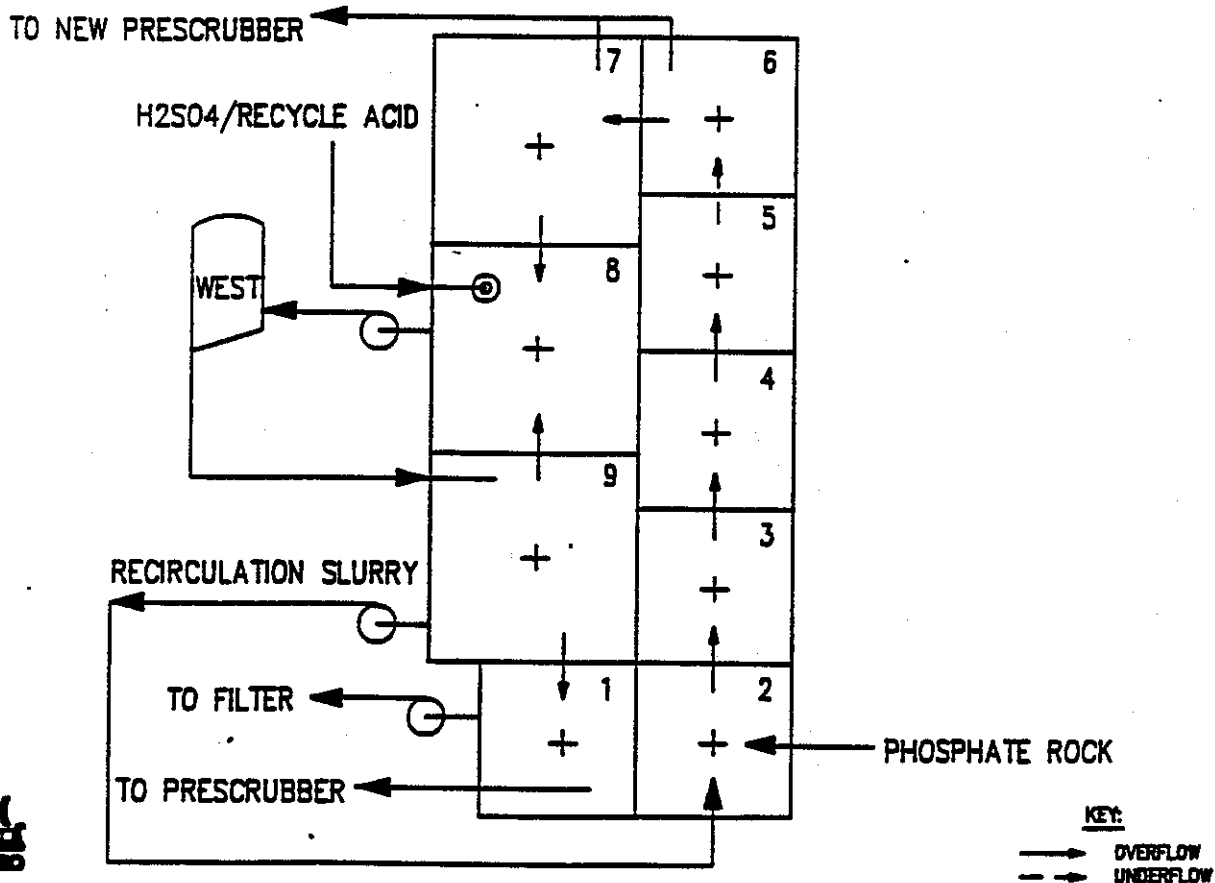 TO NEW PRESCRUBBER
7
6
H2SO4/RECYCLE ACID
5
WEST
8
4
9
3
RECIRCULATION SLURRY
TO FILTER
1
2
PHOSPHATE ROCK
TO PRESCRUBBER
KEY:
OVERFLOW
UNDERFLOW